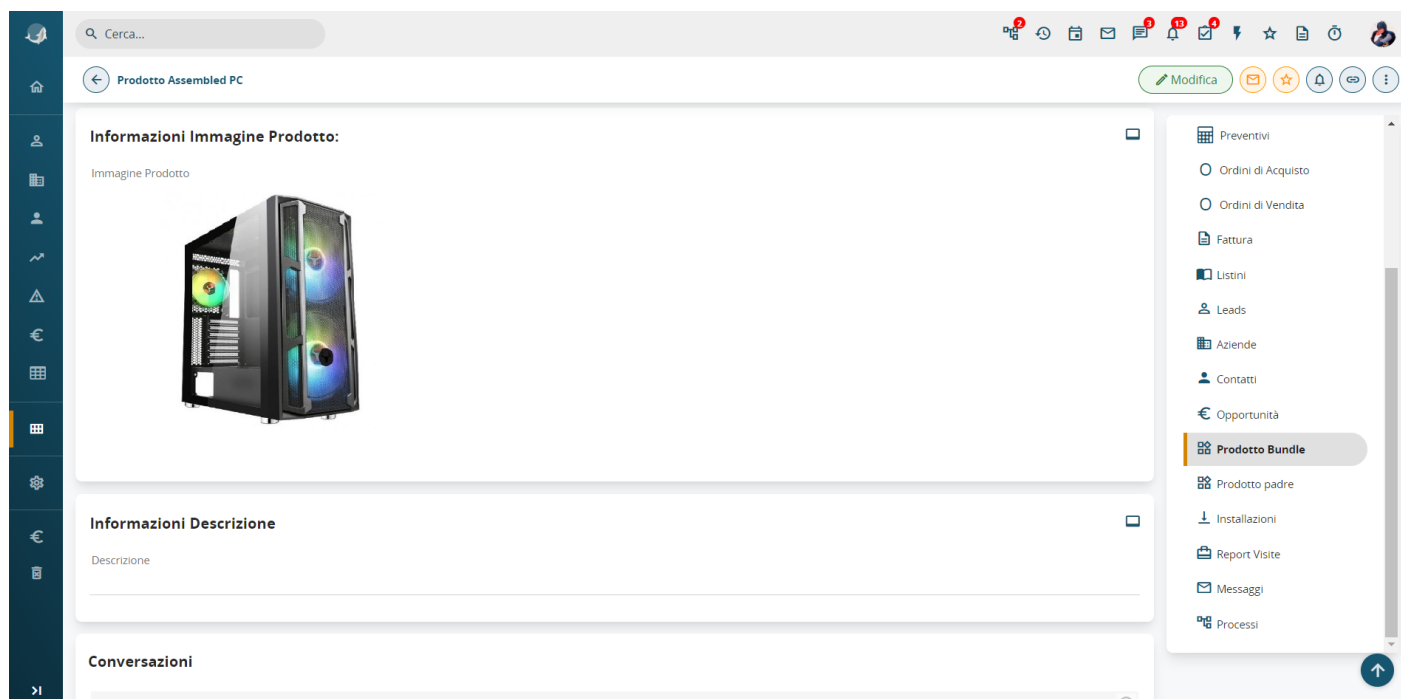 Cerca...
2
3
13
4
Prodotto Assembled PC
Modifica
Informazioni Immagine Prodotto:
Immagine Prodotto
Informazioni Descrizione
Descrizione
Conversazioni
Preventivi
Ordini di Acquisto
Ordini di Vendita
Fattura
Listini
Leads
Aziende
Contatti
Opportunità
Prodotto Bundle
Prodotto padre
Installazioni
Report Visite
Messaggi
Processi